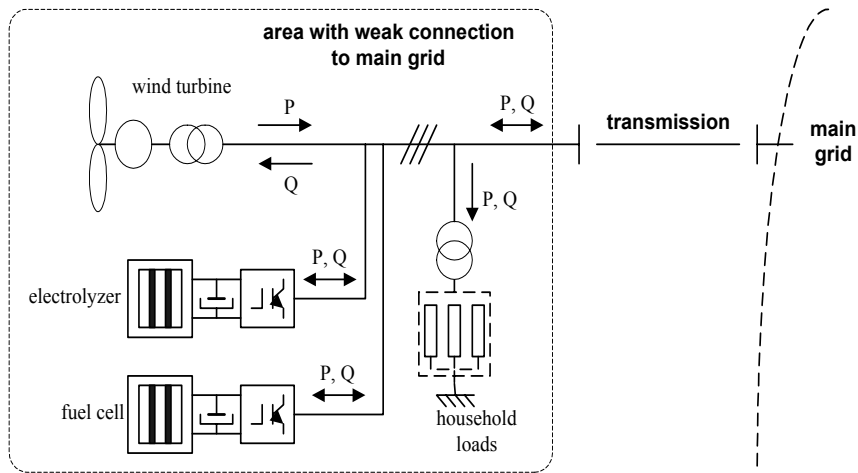 area with weak connection
to main grid
wind turbine
P
Q
P, Q
transmission
main
grid
P, Q
electrolyzer
P, Q
fuel cell
P, Q
household
loads